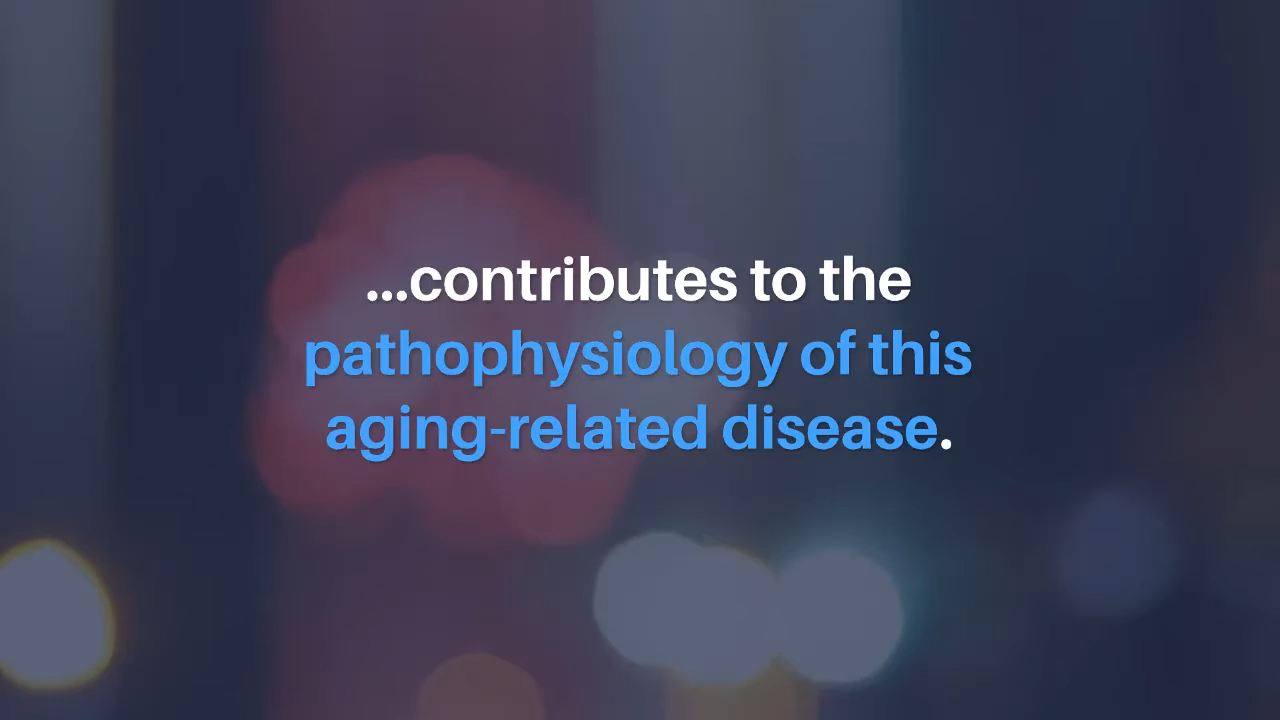 ...contributes to the
pathophysiology of this
aging-related disease.